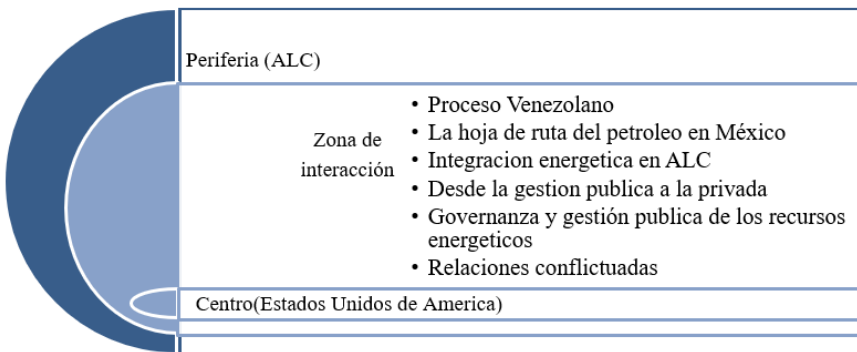 Periferia (ALC)
Zona de
interacción
• Proceso Venezolano
• La hoja de ruta del petroleo en México
• Integracion energetica en ALC
• Desde la gestion publica a la privada
• Governanza y gestión publica de los recursos
energeticos
• Relaciones conflictuadas
Centro(Estados Unidos de America)